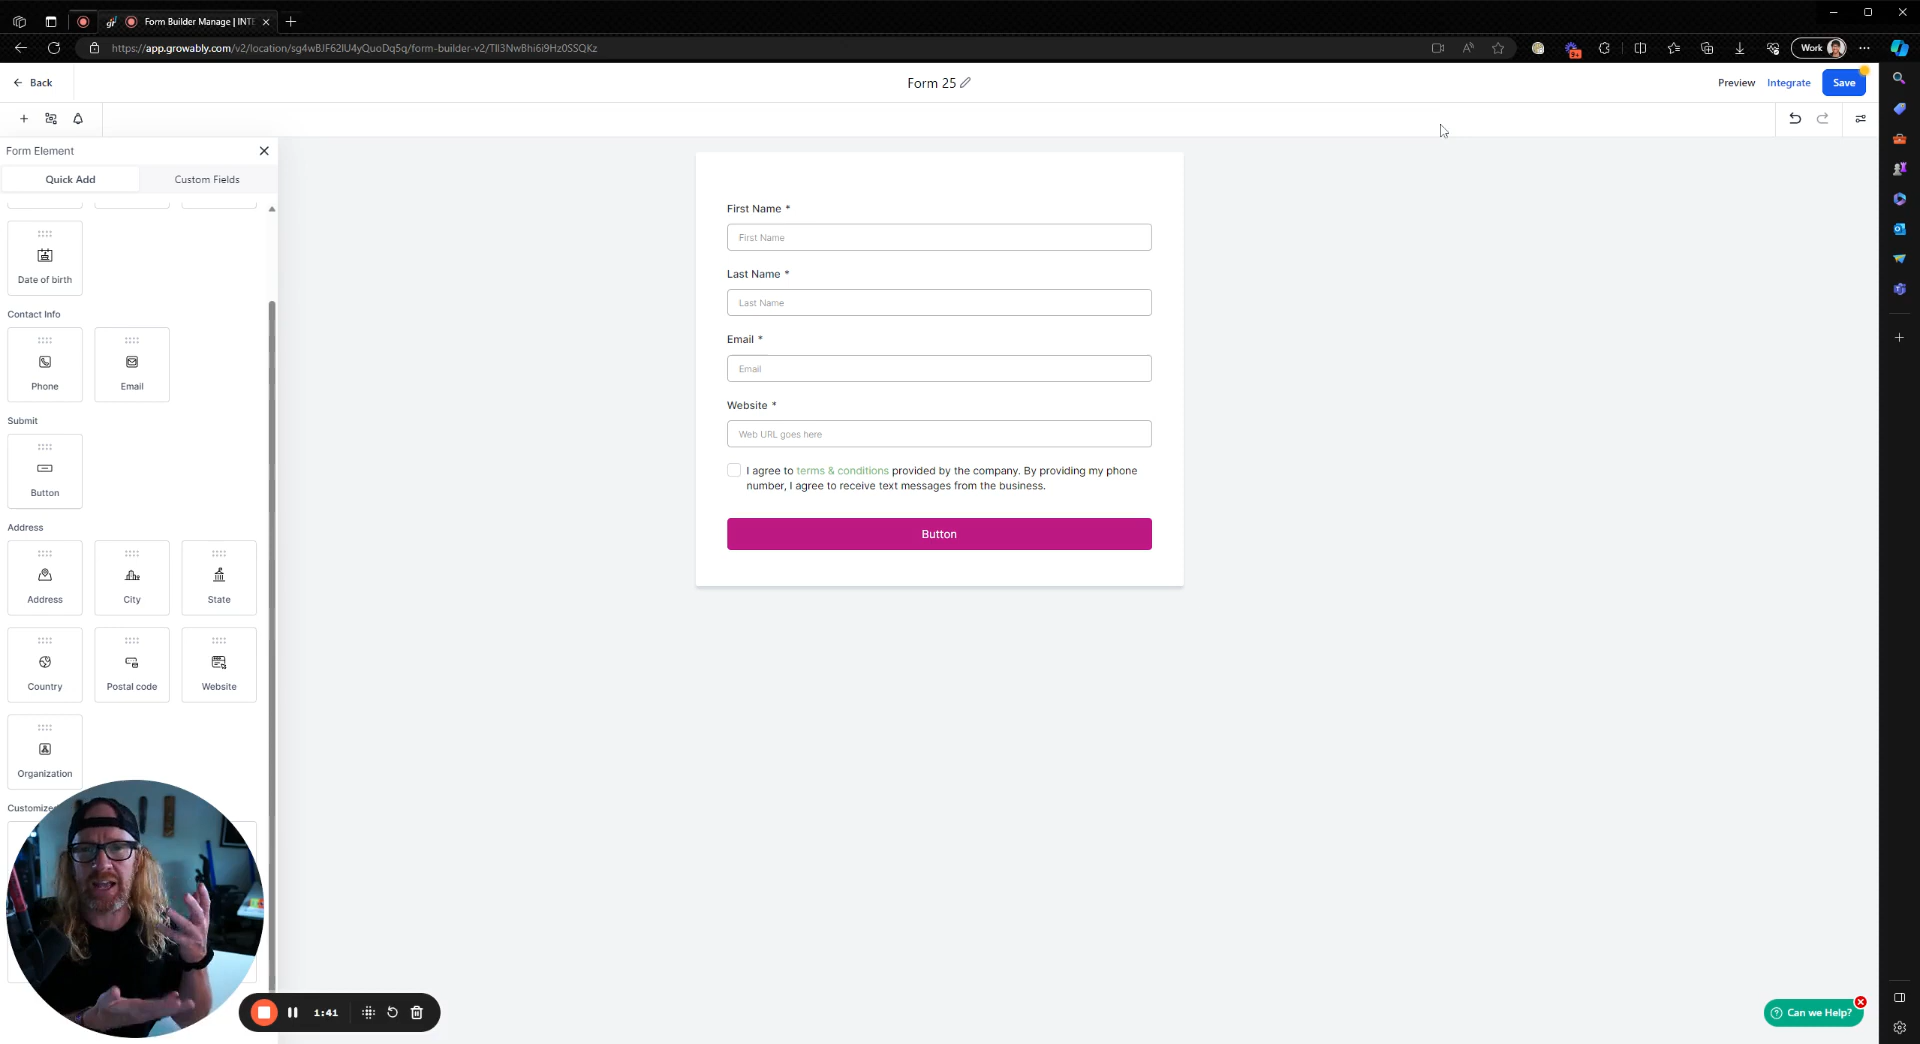 Form Builder Manage | INTE
https://app.growably.com/v2/location/sg4wBJF62IU4yQuoDq5q/form-builder-v2/TlI3NwBhi6i9Hz0SSQKz
Work
Back
Form 25
Preview
Integrate
Save
Form Element
Quick Add
Custom Fields
Date of birth
Contact Info
Phone
Email
Submit
Button
Address
Address
City
State
Country
Postal code
Website
Organization
Customize
First Name *
First Name
Last Name *
Last Name
Email *
Email
Website *
Web URL goes here
I agree to terms & conditions provided by the company. By providing my phone
number, I agree to receive text messages from the business.
Button
1:41
Can we Help?